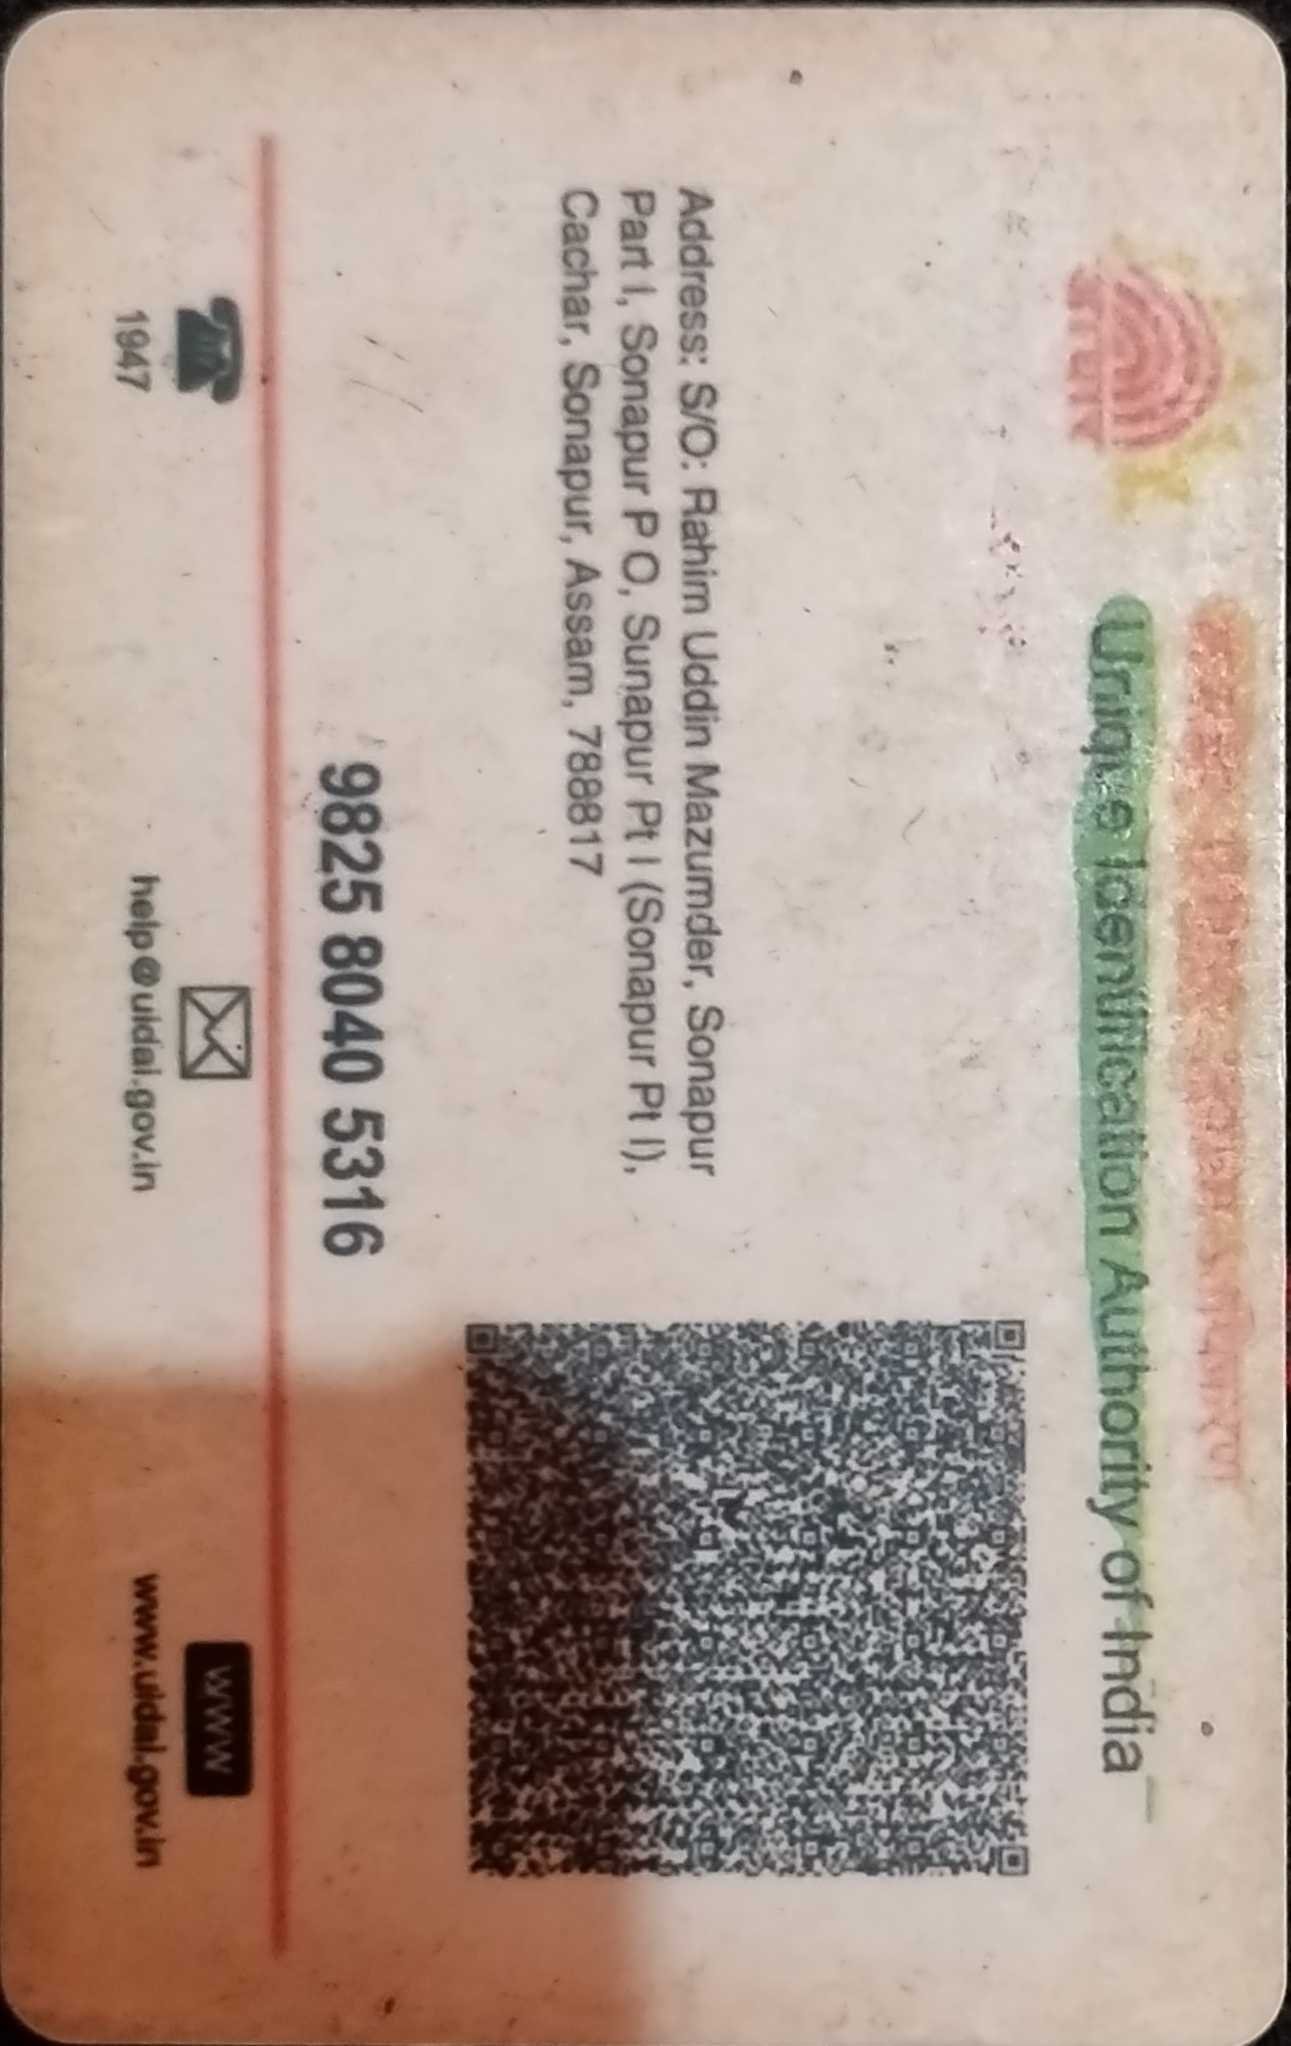 Unique Identification Authority of India
Address: S/O: Rahim Uddin Mazumder, Sonapur
Part I, Sonapur P O, Sunapur Pt I (Sonapur Pt I),
Cachar, Sonapur, Assam, 788817
9825 8040 5316
1947
help@uidai.gov.in
www
www.uidai.gov.in